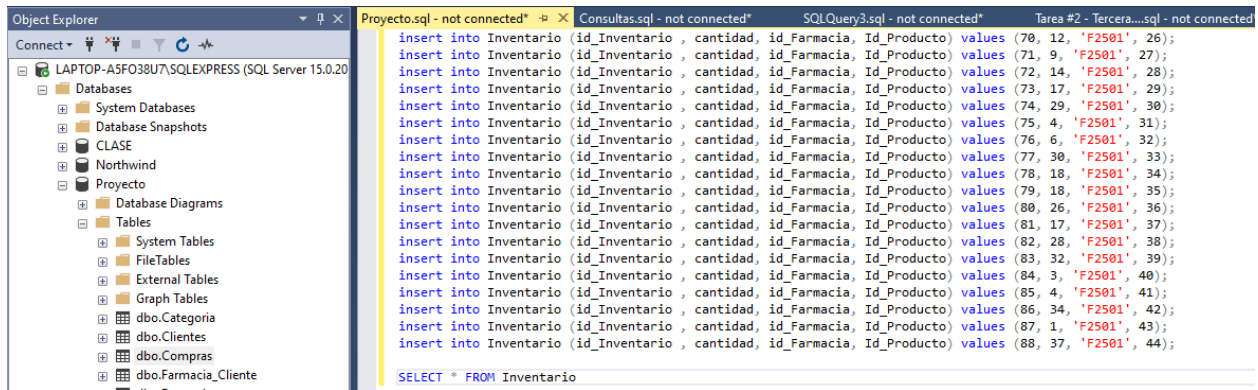 Object Explorer
Connect
LAPTOP-A5FO38U7\SQLEXPRESS (SQL Server 15.0.20
Databases
System Databases
Database Snapshots
CLASE
Northwind
Proyecto
Database Diagrams
Tables
System Tables
FileTables
External Tables
Graph Tables
dbo.Categoria
dbo.Clientes
dbo.Compras
dbo.Farmacia_Cliente
Proyecto.sql - not connected* Consultas.sql - not connected* SQLQuery3.sql - not connected* Tarea #2 - Tercera....sql - not connected*
insert into Inventario (id_Inventario , cantidad, id_Farmacia, Id_Producto) values (70, 12, 'F2501', 26);
insert into Inventario (id_Inventario , cantidad, id_Farmacia, Id_Producto) values (71, 9, 'F2501', 27);
insert into Inventario (id_Inventario , cantidad, id_Farmacia, Id_Producto) values (72, 14, 'F2501', 28);
insert into Inventario (id_Inventario , cantidad, id_Farmacia, Id_Producto) values (73, 17, 'F2501', 29);
insert into Inventario (id_Inventario , cantidad, id_Farmacia, Id_Producto) values (74, 29, 'F2501', 30);
insert into Inventario (id_Inventario , cantidad, id_Farmacia, Id_Producto) values (75, 4, 'F2501', 31);
insert into Inventario (id_Inventario , cantidad, id_Farmacia, Id_Producto) values (76, 6, 'F2501', 32);
insert into Inventario (id_Inventario , cantidad, id_Farmacia, Id_Producto) values (77, 30, 'F2501', 33);
insert into Inventario (id_Inventario , cantidad, id_Farmacia, Id_Producto) values (78, 18, 'F2501', 34);
insert into Inventario (id_Inventario , cantidad, id_Farmacia, Id_Producto) values (79, 18, 'F2501', 35);
insert into Inventario (id_Inventario , cantidad, id_Farmacia, Id_Producto) values (80, 26, 'F2501', 36);
insert into Inventario (id_Inventario , cantidad, id_Farmacia, Id_Producto) values (81, 17, 'F2501', 37);
insert into Inventario (id_Inventario , cantidad, id_Farmacia, Id_Producto) values (82, 28, 'F2501', 38);
insert into Inventario (id_Inventario , cantidad, id_Farmacia, Id_Producto) values (83, 32, 'F2501', 39);
insert into Inventario (id_Inventario , cantidad, id_Farmacia, Id_Producto) values (84, 3, 'F2501', 40);
insert into Inventario (id_Inventario , cantidad, id_Farmacia, Id_Producto) values (85, 4, 'F2501', 41);
insert into Inventario (id_Inventario , cantidad, id_Farmacia, Id_Producto) values (86, 34, 'F2501', 42);
insert into Inventario (id_Inventario , cantidad, id_Farmacia, Id_Producto) values (87, 1, 'F2501', 43);
insert into Inventario (id_Inventario , cantidad, id_Farmacia, Id_Producto) values (88, 37, 'F2501', 44);
SELECT * FROM Inventario